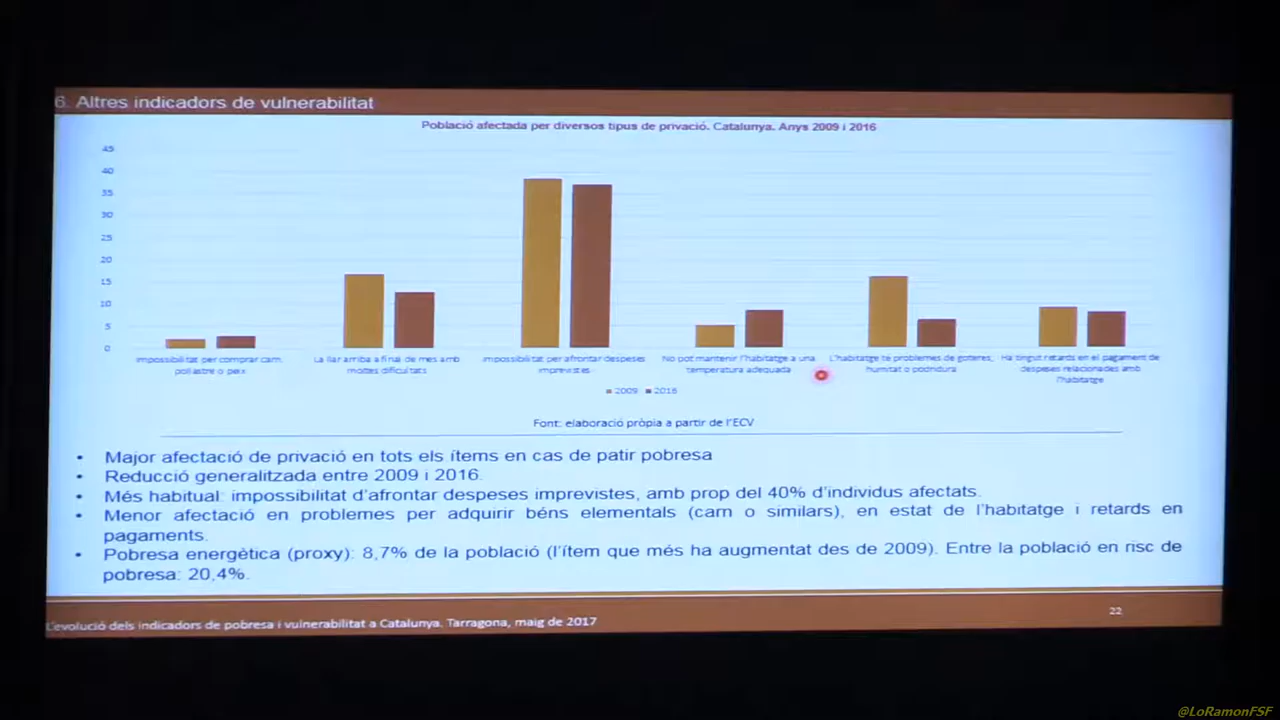 6. Altres indicadors de vulnerabilitat
Població afectada per diversos tipus de privació. Catalunya. Anys 2009 i 2016
45
40
35
30
25
20
15
10
5
0
Impossibilitat per comprar carn,
pollastre o peix
La llar arriba a final de mes amb
moltes dificultats
Impossibilitat per afrontar despeses
imprevistes
No pot mantenir l'habitatge a una
temperatura adequada
L'habitatge té problemes de goteres,
humitat o podridura
Ha tingut retards en el pagament de
despeses relacionades amb
l'habitatge
2009 2016
Font: elaboració pròpia a partir de l'ECV
• Major afectació de privació en tots els ítems en cas de patir pobresa
• Reducció generalitzada entre 2009 i 2016.
• Més habitual: impossibilitat d'afrontar despeses imprevistes, amb prop del 40% d'individus afectats.
• Menor afectació en problemes per adquirir béns elementals (carn o similars), en estat de l'habitatge i retards en
pagaments.
• Pobresa energètica (proxy): 8,7% de la població (l'ítem que més ha augmentat des de 2009). Entre la població en risc de
pobresa: 20,4%.
L'evolució dels indicadors de pobresa i vulnerabilitat a Catalunya. Tarragona, maig de 2017
22
@LoRamonFSF